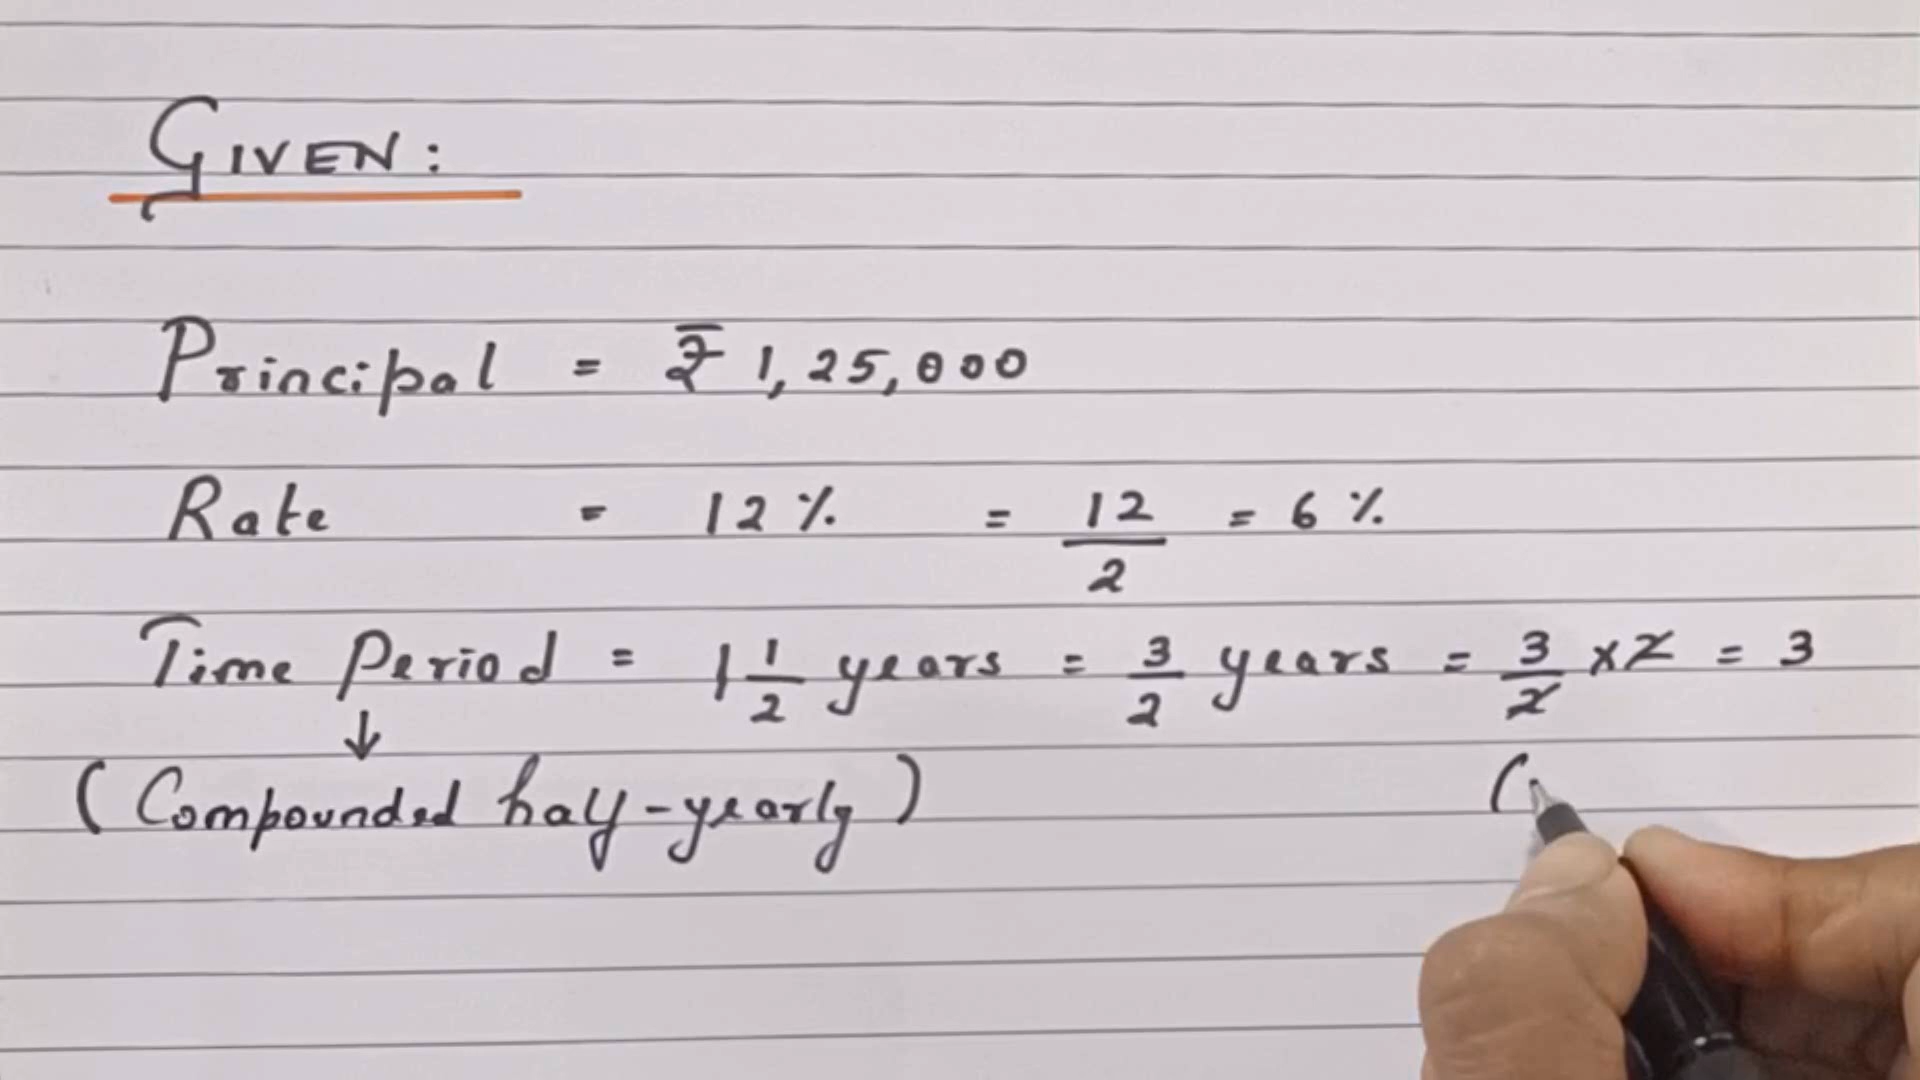 GIVEN:
Principal = ₹ 1,25,000
Rate = 12% = 12/2 = 6%
Time Period = 1 1/2 years = 3/2 years = 3/2 × 2 = 3
↓
(Compounded half-yearly) (